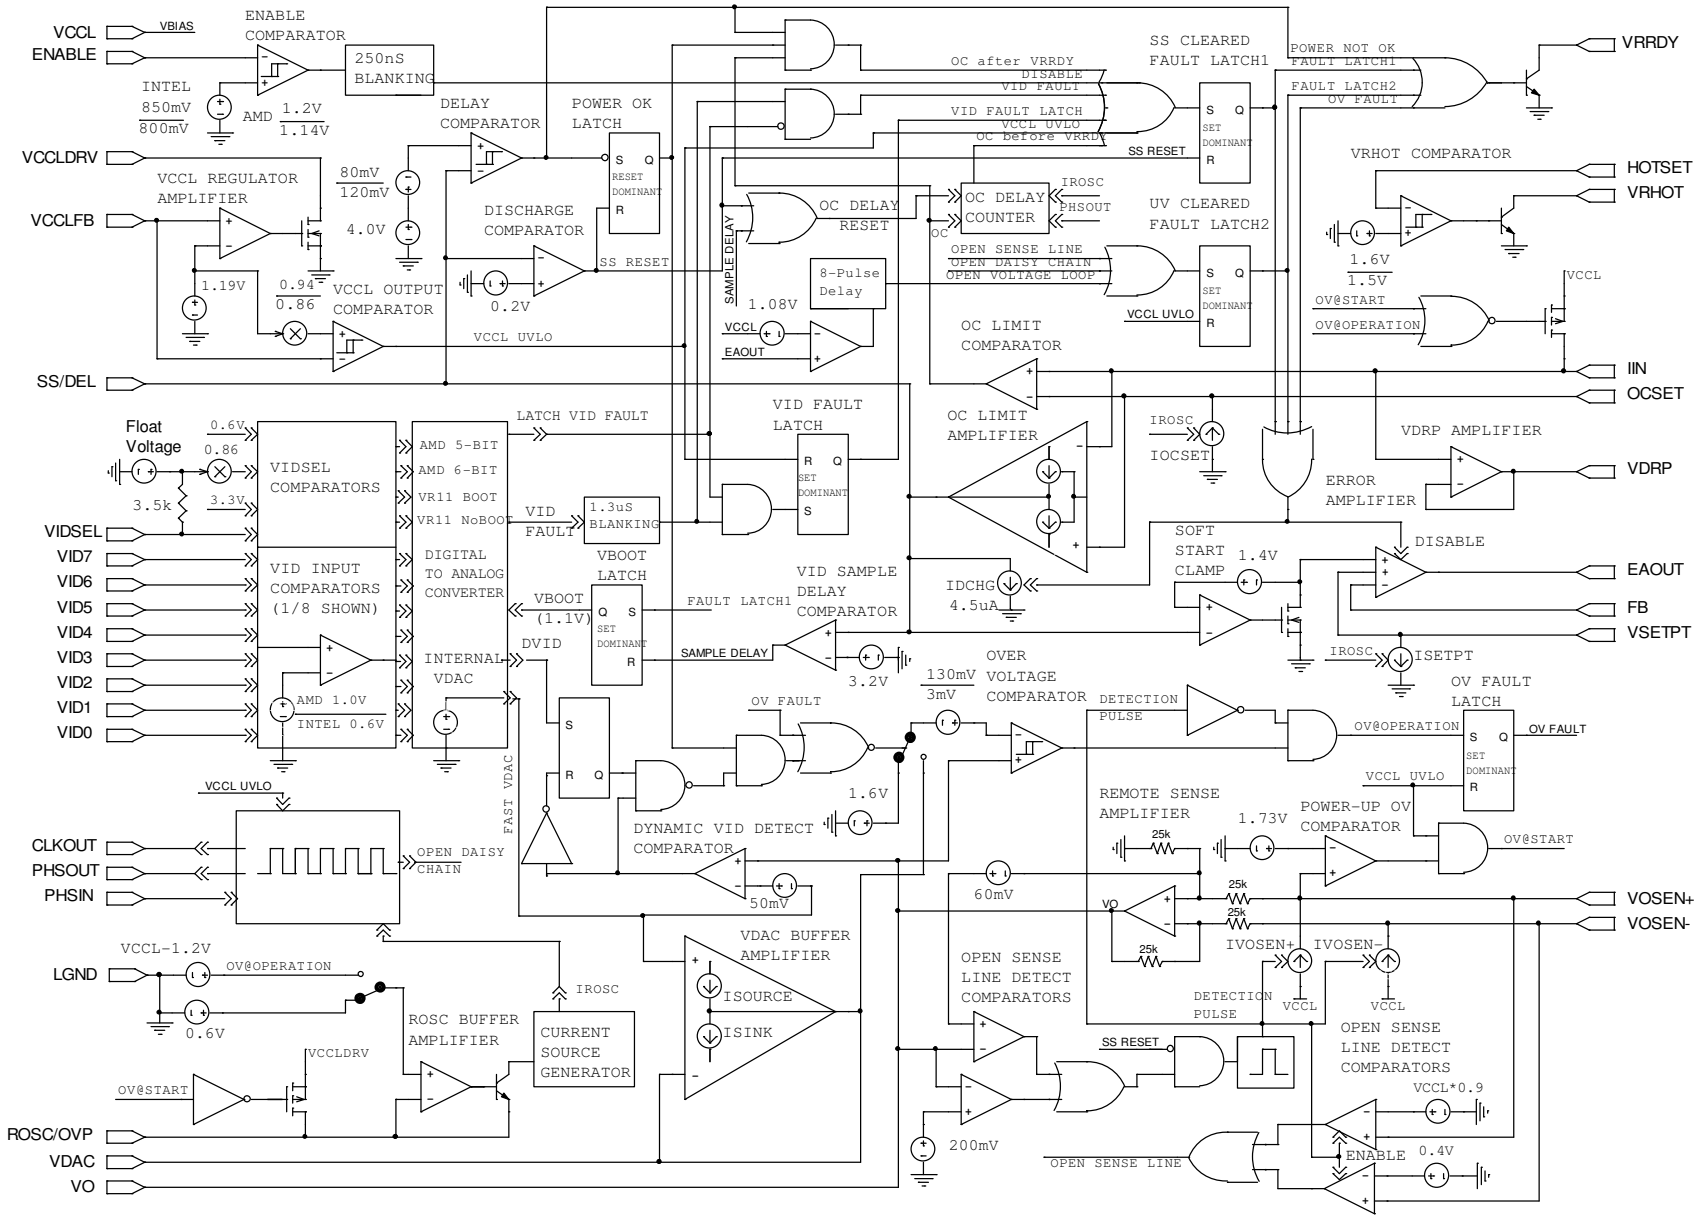 VCCL
VBIAS
ENABLE
COMPARATOR
ENABLE
250nS
BLANKING
INTEL
850mV
800mV
AMD
1.2V
1.14V
DELAY
COMPARATOR
POWER OK
LATCH
S
Q
RESET
DOMINANT
R
80mV
120mV
4.0V
VCCLDRV
VCCL REGULATOR
AMPLIFIER
VCCLFB
1.19V
0.94
0.86
VCCL OUTPUT
COMPARATOR
DISCHARGE
COMPARATOR
0.2V
SS RESET
VCCL UVLO
SAMPLE DELAY
OC DELAY
RESET
OC DELAY
COUNTER
IROSC
PHSOUT
OC
8-Pulse
Delay
1.08V
VCCL
EAOUT
OC after VRRDY
DISABLE
VID FAULT
VID FAULT LATCH
VCCL UVLO
OC before VRRDY
SS RESET
SS CLEARED
FAULT LATCH1
S
Q
SET
DOMINANT
R
UV CLEARED
FAULT LATCH2
S
Q
SET
DOMINANT
R
OPEN SENSE LINE
OPEN DAISY CHAIN
OPEN VOLTAGE LOOP
VCCL UVLO
POWER NOT OK
FAULT LATCH1
FAULT LATCH2
OV FAULT
VRRDY
VRHOT COMPARATOR
HOTSET
VRHOT
1.6V
1.5V
VCCL
OV@START
OV@OPERATION
OC LIMIT
COMPARATOR
IIN
OCSET
SS/DEL
Float
Voltage
0.6V
0.86
3.3V
3.5k
VIDSEL
VIDSEL
COMPARATORS
VID INPUT
COMPARATORS
(1/8 SHOWN)
AMD 1.0V
INTEL 0.6V
VID7
VID6
VID5
VID4
VID3
VID2
VID1
VID0
AMD 5-BIT
AMD 6-BIT
VR11 BOOT
VR11 NoBOOT
DIGITAL
TO ANALOG
CONVERTER
INTERNAL
VDAC
LATCH VID FAULT
VID
FAULT
1.3uS
BLANKING
VID FAULT
LATCH
R
Q
SET
DOMINANT
S
VBOOT
LATCH
VBOOT
(1.1V)
Q
S
SET
DOMINANT
R
FAULT LATCH1
SAMPLE DELAY
VID SAMPLE
DELAY
COMPARATOR
3.2V
OC LIMIT
AMPLIFIER
IROSC
IOCSET
IDCHG
4.5uA
VDRP AMPLIFIER
VDRP
ERROR
AMPLIFIER
SOFT
START
CLAMP
1.4V
DISABLE
EAOUT
FB
VSETPT
IROSC
ISETPT
DVID
FAST VDAC
S
R
Q
OV FAULT
130mV
3mV
OVER
VOLTAGE
COMPARATOR
1.6V
DYNAMIC VID DETECT
COMPARATOR
50mV
DETECTION
PULSE
OV@OPERATION
OV FAULT
LATCH
S
Q
SET
DOMINANT
R
OV FAULT
VCCL UVLO
POWER-UP OV
COMPARATOR
1.73V
OV@START
REMOTE SENSE
AMPLIFIER
25k
25k
25k
25k
60mV
VO
VOSEN+
VOSEN-
IVOSEN+
IVOSEN-
VCCL
VCCL
VCCL UVLO
CLKOUT
PHSOUT
PHSIN
OPEN DAISY
CHAIN
VCCL-1.2V
LGND
OV@OPERATION
0.6V
ROSC BUFFER
AMPLIFIER
IROSC
CURRENT
SOURCE
GENERATOR
VCCLDRV
OV@START
ROSC/OVP
VDAC
VO
VDAC BUFFER
AMPLIFIER
ISOURCE
ISINK
OPEN SENSE
LINE DETECT
COMPARATORS
200mV
SS RESET
DETECTION
PULSE
OPEN SENSE
LINE DETECT
COMPARATORS
VCCL*0.9
ENABLE
0.4V
OPEN SENSE LINE